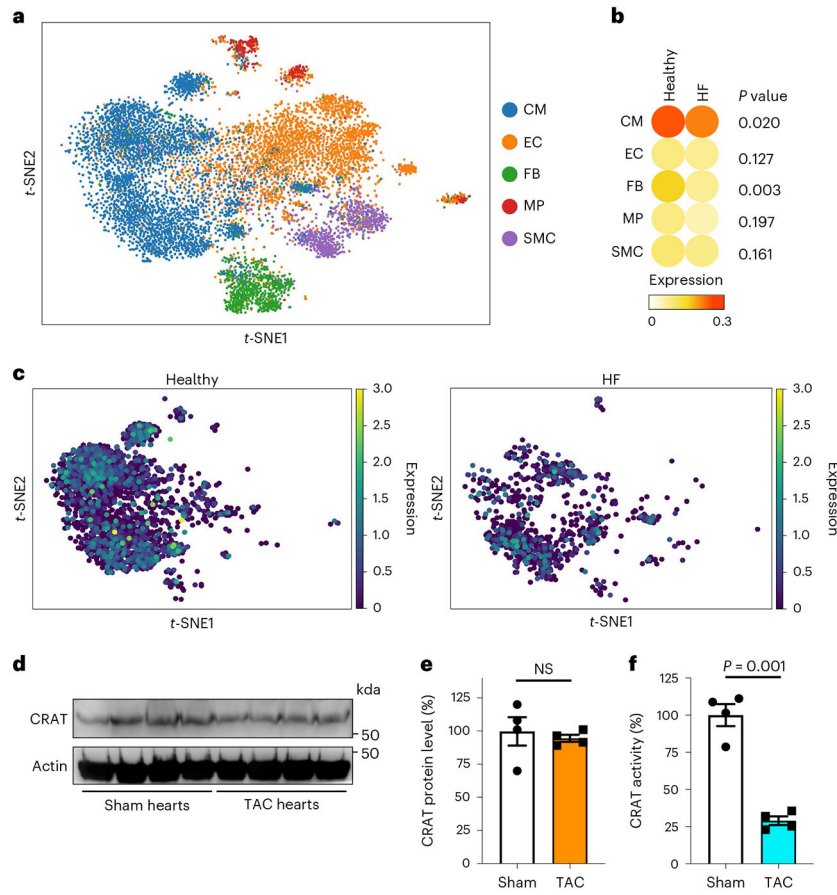 a
t-SNE2
t-SNE1
CM
EC
FB
MP
SMC
b
Healthy
HF
P value
CM
0.020
EC
0.127
FB
0.003
MP
0.197
SMC
0.161
Expression
0
0.3
c
Healthy
t-SNE2
t-SNE1
3.0
2.5
2.0
1.5
1.0
0.5
0
Expression
HF
t-SNE2
t-SNE1
3.0
2.5
2.0
1.5
1.0
0.5
0
Expression
d
kda
CRAT
50
50
Actin
Sham hearts
TAC hearts
e
NS
CRAT protein level (%)
125
100
75
50
25
0
Sham
TAC
f
P = 0.001
CRAT activity (%)
125
100
75
50
25
0
Sham
TAC